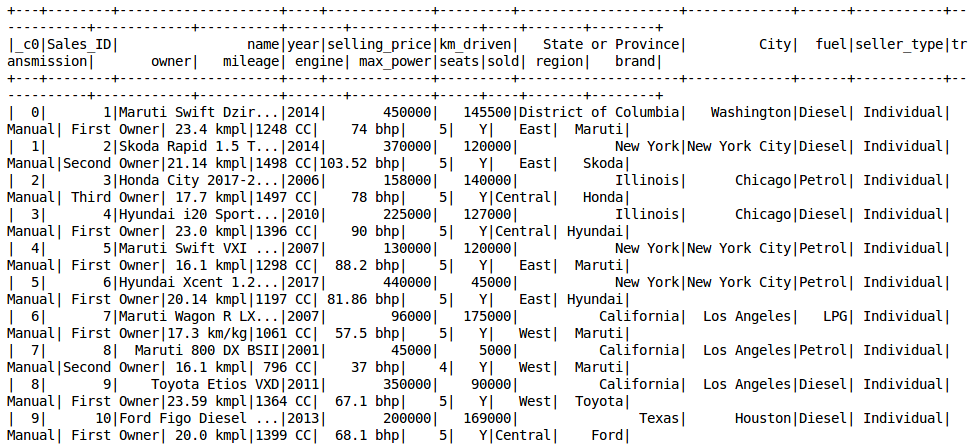 +---+--------+--------------------+----+-------------+---------+--------------------+-------------+------+-----------+--
----------+------------+----------+-------+----------+-----+----+-------+--------+
|_c0|Sales_ID|                name|year|selling_price|km_driven|   State or Province|         City|  fuel|seller_type|tr
ansmission|       owner|   mileage| engine| max_power|seats|sold| region|   brand|
+---+--------+--------------------+----+-------------+---------+--------------------+-------------+------+-----------+--
----------+------------+----------+-------+----------+-----+----+-------+--------+
|  0|       1|Maruti Swift Dzir...|2014|       450000|   145500|District of Columbia|   Washington|Diesel| Individual|
Manual| First Owner| 23.4 kmpl|1248 CC|    74 bhp|    5|   Y|   East|  Maruti|
|  1|       2|Skoda Rapid 1.5 T...|2014|       370000|   120000|            New York|New York City|Diesel| Individual|
Manual|Second Owner|21.14 kmpl|1498 CC|103.52 bhp|    5|   Y|   East|   Skoda|
|  2|       3|Honda City 2017-2...|2006|       158000|   140000|            Illinois|      Chicago|Petrol| Individual|
Manual| Third Owner| 17.7 kmpl|1497 CC|    78 bhp|    5|   Y|Central|   Honda|
|  3|       4|Hyundai i20 Sport...|2010|       225000|   127000|            Illinois|      Chicago|Diesel| Individual|
Manual| First Owner| 23.0 kmpl|1396 CC|    90 bhp|    5|   Y|Central| Hyundai|
|  4|       5|Maruti Swift VXI ...|2007|       130000|   120000|            New York|New York City|Petrol| Individual|
Manual| First Owner| 16.1 kmpl|1298 CC|  88.2 bhp|    5|   Y|   East|  Maruti|
|  5|       6|Hyundai Xcent 1.2...|2017|       440000|    45000|            New York|New York City|Petrol| Individual|
Manual| First Owner|20.14 kmpl|1197 CC| 81.86 bhp|    5|   Y|   East| Hyundai|
|  6|       7|Maruti Wagon R LX...|2007|        96000|   175000|          California|  Los Angeles|   LPG| Individual|
Manual| First Owner|17.3 km/kg|1061 CC|  57.5 bhp|    5|   Y|   West|  Maruti|
|  7|       8|  Maruti 800 DX BSII|2001|        45000|     5000|          California|  Los Angeles|Petrol| Individual|
Manual|Second Owner| 16.1 kmpl| 796 CC|    37 bhp|    4|   Y|   West|  Maruti|
|  8|       9|    Toyota Etios VXD|2011|       350000|    90000|          California|  Los Angeles|Diesel| Individual|
Manual| First Owner|23.59 kmpl|1364 CC|  67.1 bhp|    5|   Y|   West|  Toyota|
|  9|      10|Ford Figo Diesel ...|2013|       200000|   169000|               Texas|      Houston|Diesel| Individual|
Manual| First Owner| 20.0 kmpl|1399 CC|  68.1 bhp|    5|   Y|Central|    Ford|